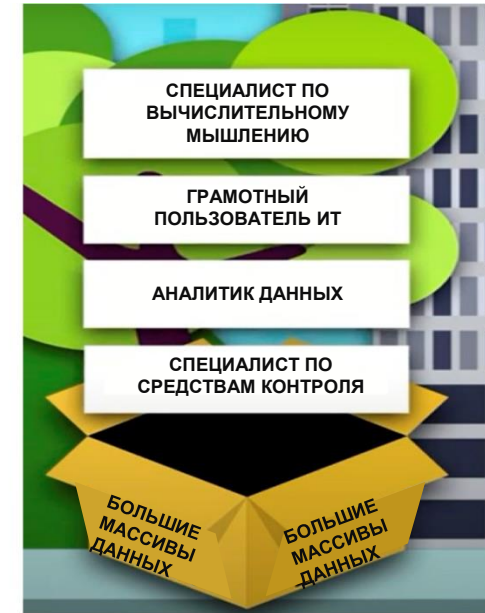 СПЕЦИАЛИСТ ПО
ВЫЧИСЛИТЕЛЬНОМУ
МЫШЛЕНИЮ
ГРАМОТНЫЙ
ПОЛЬЗОВАТЕЛЬ ИТ
АНАЛИТИК ДАННЫХ
СПЕЦИАЛИСТ ПО
СРЕДСТВАМ КОНТРОЛЯ
БОЛЬШИЕ
МАССИВЫ
ДАННЫХ
БОЛЬШИЕ
МАССИВЫ
ДАННЫХ